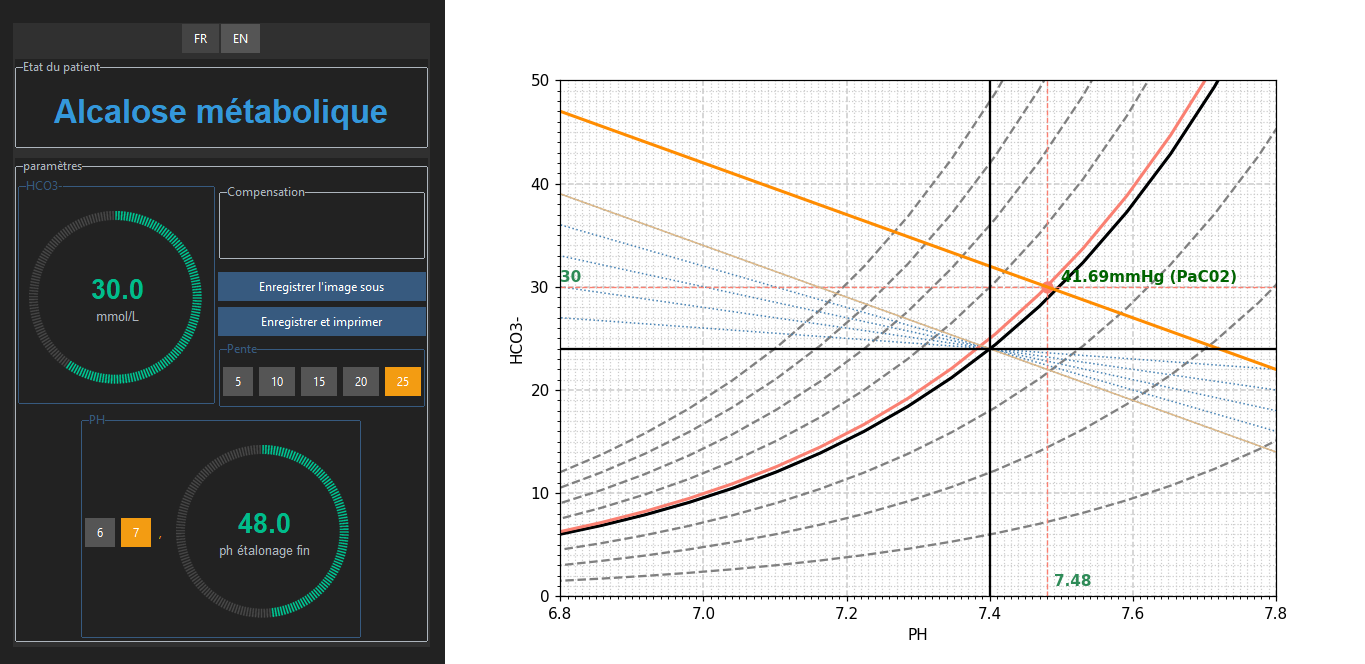 FR EN
Etat du patient
Alcalose métabolique
paramètres
HCO3
30.0
mmol/L
Compensation
Enregistrer l'image sous
Enregistrer et imprimer
Pente
5 10 15 20 25
PH
6 7 ,
48.0
ph étalonage fin
50
40
30
20
10
0
HCO3-
30
41.69mmHg (PaC02)
7.48
6.8 7.0 7.2 7.4 7.6 7.8
PH